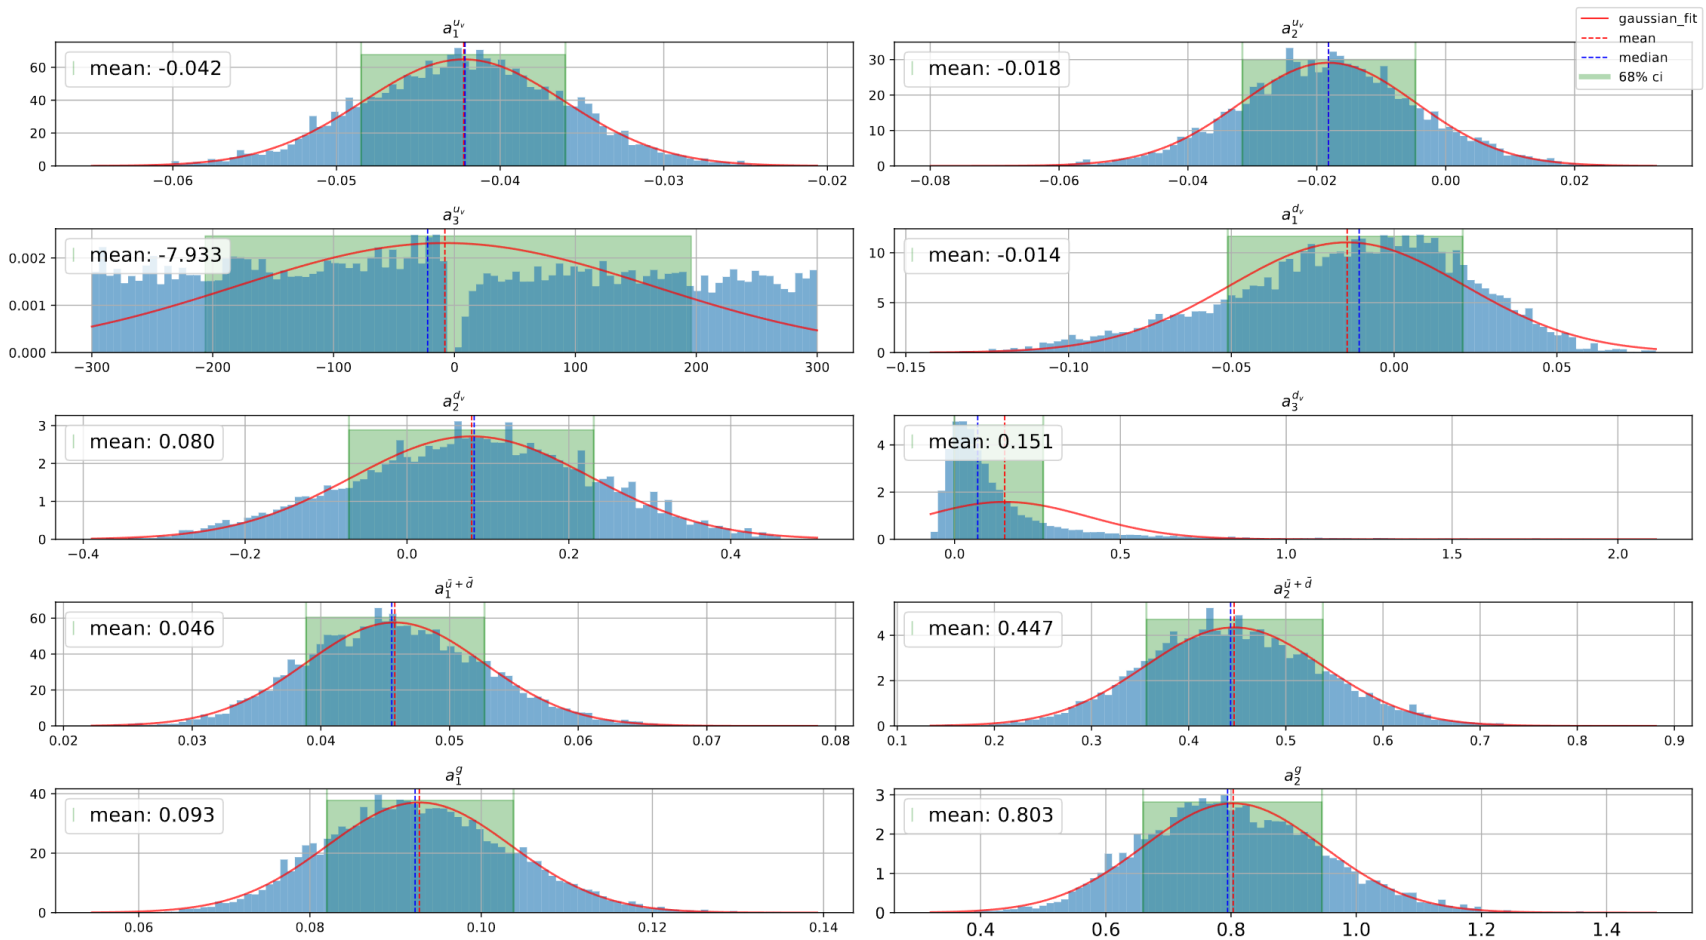 a_1^{u_v}
mean: -0.042
60
40
20
0
−0.06 −0.05 −0.04 −0.03 −0.02
a_2^{u_v}
gaussian_fit
mean
median
68% ci
mean: -0.018
30
20
10
0
−0.08 −0.06 −0.04 −0.02 0.00 0.02
a_3^{u_v}
mean: -7.933
0.002
0.001
0.000
−300 −200 −100 0 100 200 300
a_1^{d_v}
mean: -0.014
10
5
0
−0.15 −0.10 −0.05 0.00 0.05
a_2^{d_v}
mean: 0.080
3
2
1
0
−0.4 −0.2 0.0 0.2 0.4
a_3^{d_v}
mean: 0.151
4
2
0
0.0 0.5 1.0 1.5 2.0
a_1^{ū + d̄}
mean: 0.046
60
40
20
0
0.02 0.03 0.04 0.05 0.06 0.07 0.08
a_2^{ū + d̄}
mean: 0.447
4
2
0
0.1 0.2 0.3 0.4 0.5 0.6 0.7 0.8 0.9
a_1^g
mean: 0.093
40
20
0
0.06 0.08 0.10 0.12 0.14
a_2^g
mean: 0.803
3
2
1
0
0.4 0.6 0.8 1.0 1.2 1.4